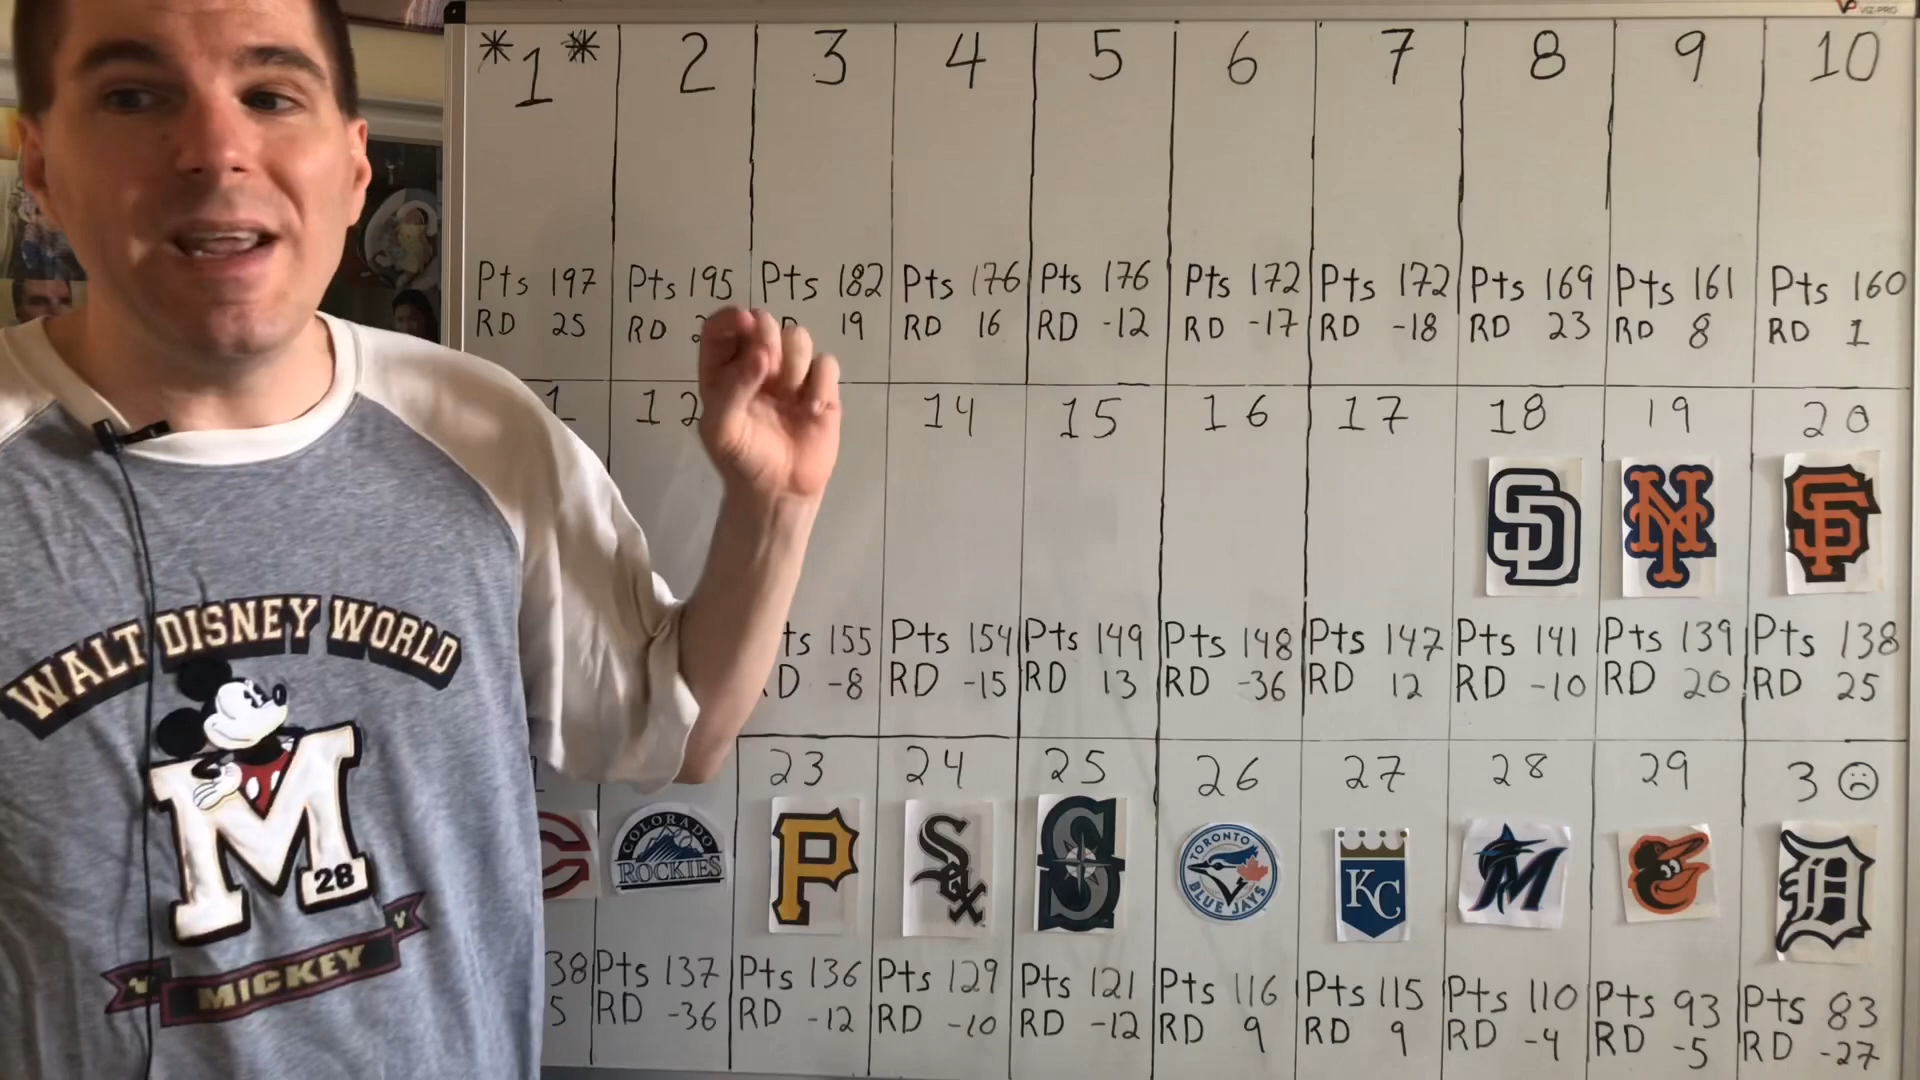 VIZ-PRO
*1* 2 3 4 5 6 7 8 9 10
Pts 197 Pts 195 Pts 182 Pts 176 Pts 176 Pts 172 Pts 172 Pts 169 Pts 161 Pts 160
RD 25 RD 19 RD 16 RD -12 RD -17 RD -18 RD 23 RD 8 RD 1
12 14 15 16 17 18 19 20
SD NY SF
155 Pts 154 Pts 149 Pts 148 Pts 147 Pts 141 Pts 139 Pts 138
-8 RD -15 RD 13 RD -36 RD 12 RD -10 RD 20 RD 25
23 24 25 26 27 28 29 3
COLORADO ROCKIES P Sox S TORONTO BLUE JAYS KC M D
Pts 137 Pts 136 Pts 129 Pts 121 Pts 116 Pts 115 Pts 110 Pts 93 Pts 83
RD -36 RD -12 RD -10 RD -12 RD 9 RD 9 RD -4 RD -5 RD -27
WALT DISNEY WORLD
M
28
MICKEY